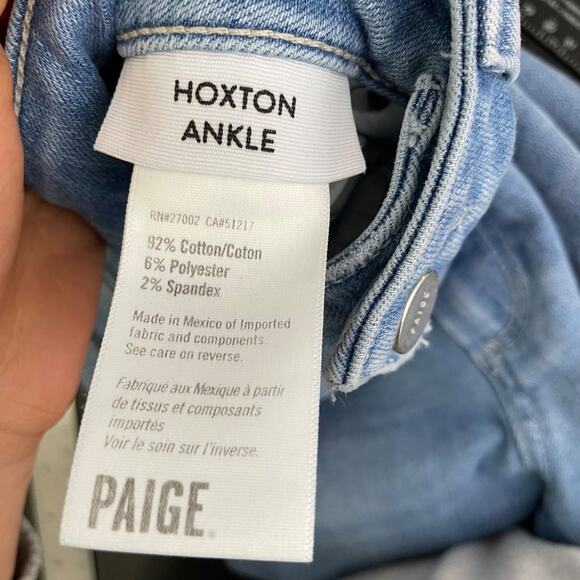 HOXTON
ANKLE
RN#27002 CA#51217
92% Cotton/Coton
6% Polyester
2% Spandex
Made in Mexico of Imported
fabric and components.
See care on reverse.
Fabriqué aux Mexique à partir
de tissus et composants
importés
Voir le soin sur l'inverse.
PAIGE
PAIGE